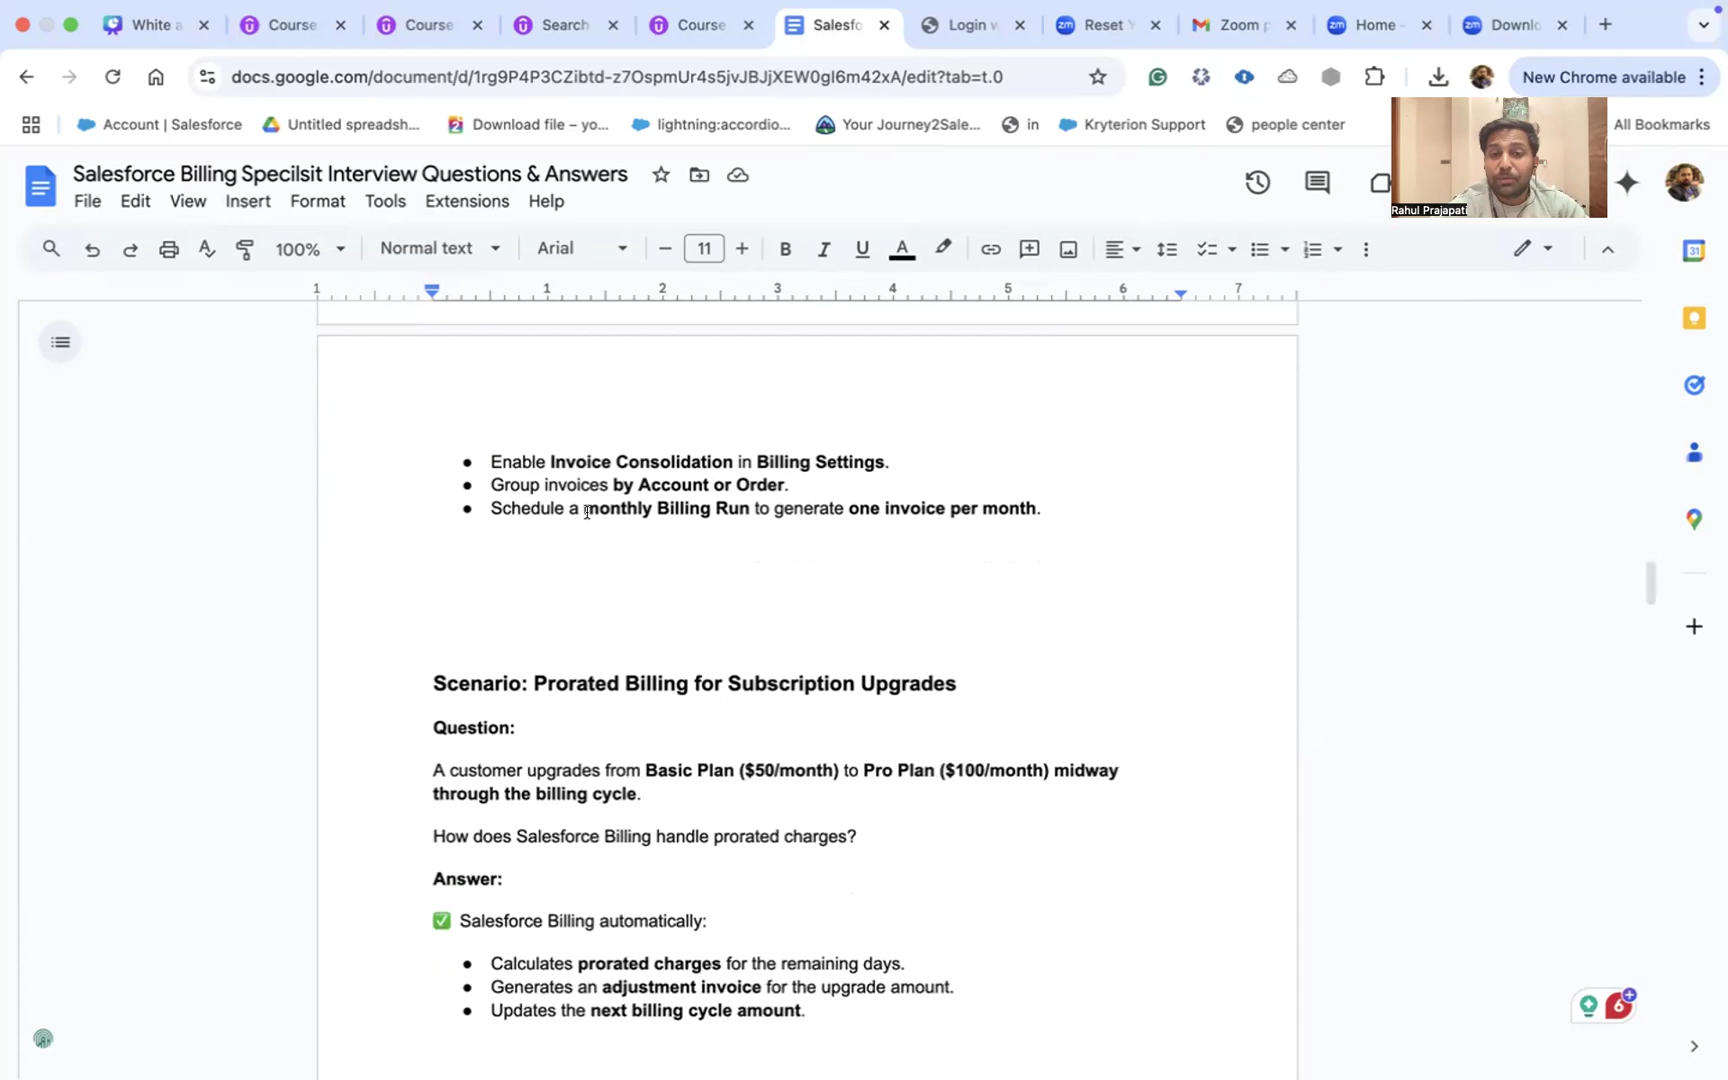 White a
Course
Course
Search
Course
Salesfo
Login w
Reset Y
Zoom p
Home -
Downlo
docs.google.com/document/d/1rg9P4P3CZibtd-z7OspmUr4s5jvJBJjXEW0gI6m42xA/edit?tab=t.0
New Chrome available
Account | Salesforce
Untitled spreadsh...
Download file – yo...
lightning:accordio...
Your Journey2Sale...
in
Kryterion Support
people center
All Bookmarks
Salesforce Billing Specilsit Interview Questions & Answers
Rahul Prajapati
File Edit View Insert Format Tools Extensions Help
100% Normal text Arial 11
1 1 2 3 4 5 6 7
● Enable Invoice Consolidation in Billing Settings.
● Group invoices by Account or Order.
● Schedule a monthly Billing Run to generate one invoice per month.
Scenario: Prorated Billing for Subscription Upgrades
Question:
A customer upgrades from Basic Plan ($50/month) to Pro Plan ($100/month) midway
through the billing cycle.
How does Salesforce Billing handle prorated charges?
Answer:
✅ Salesforce Billing automatically:
● Calculates prorated charges for the remaining days.
● Generates an adjustment invoice for the upgrade amount.
● Updates the next billing cycle amount.
6